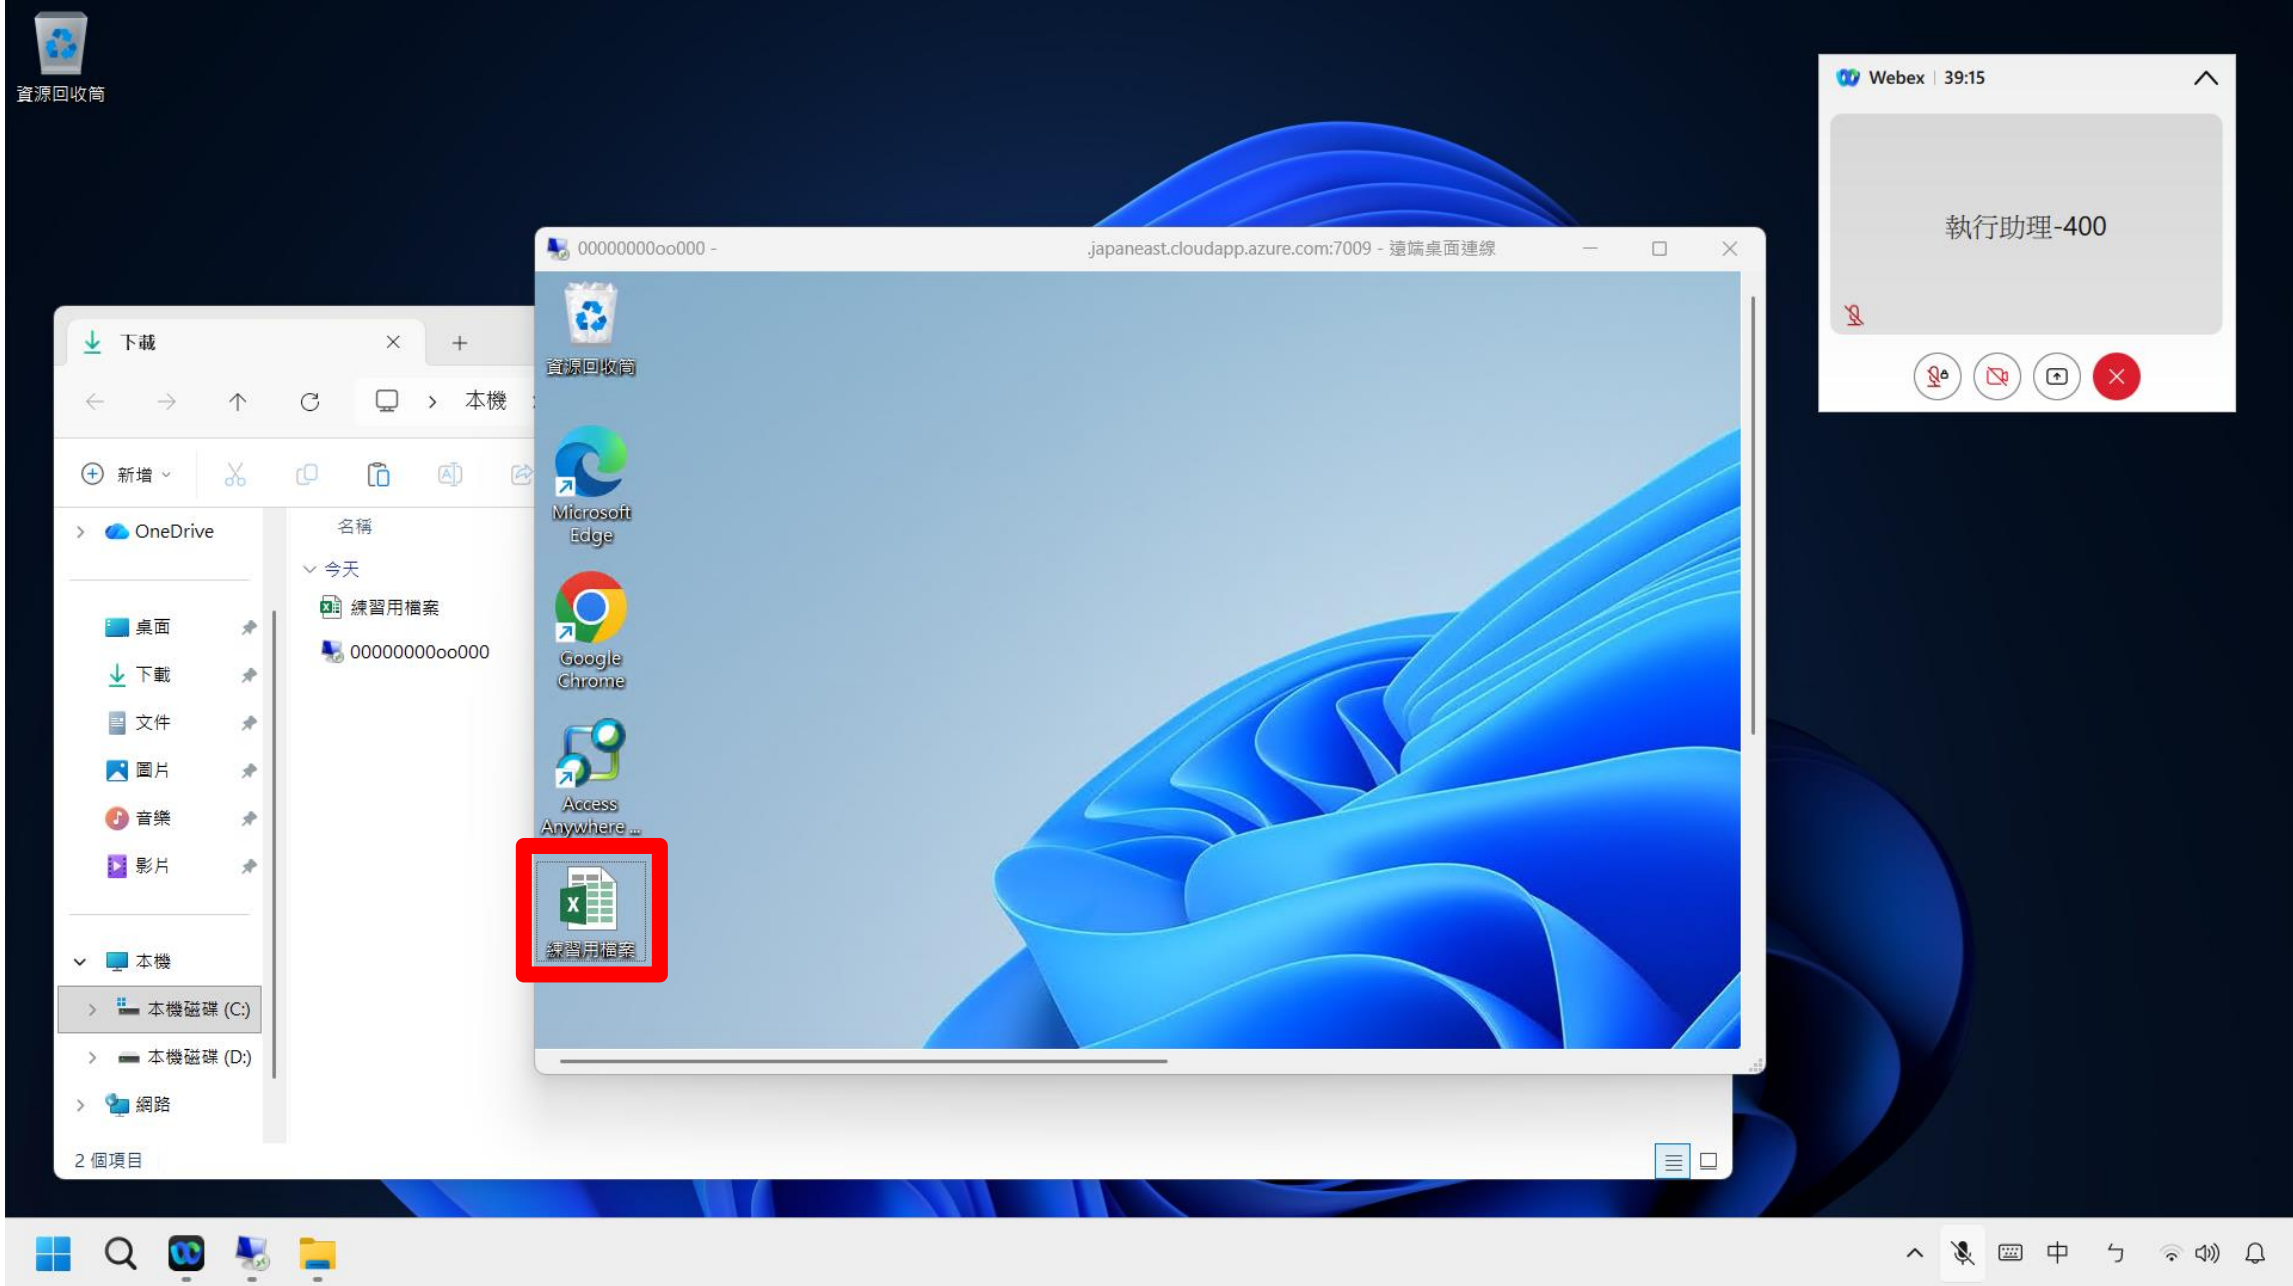 資源回收筒
Webex | 39:15
執行助理-400
00000000oo000 -
.japaneast.cloudapp.azure.com:7009 - 遠端桌面連線
資源回收筒
Microsoft
Edge
Google
Chrome
Access
Anywhere ...
練習用檔案
下載
本機
新增
OneDrive
桌面
下載
文件
圖片
音樂
影片
本機
本機磁碟 (C:)
本機磁碟 (D:)
網路
名稱
今天
練習用檔案
00000000oo000
2 個項目
中
ㄅ